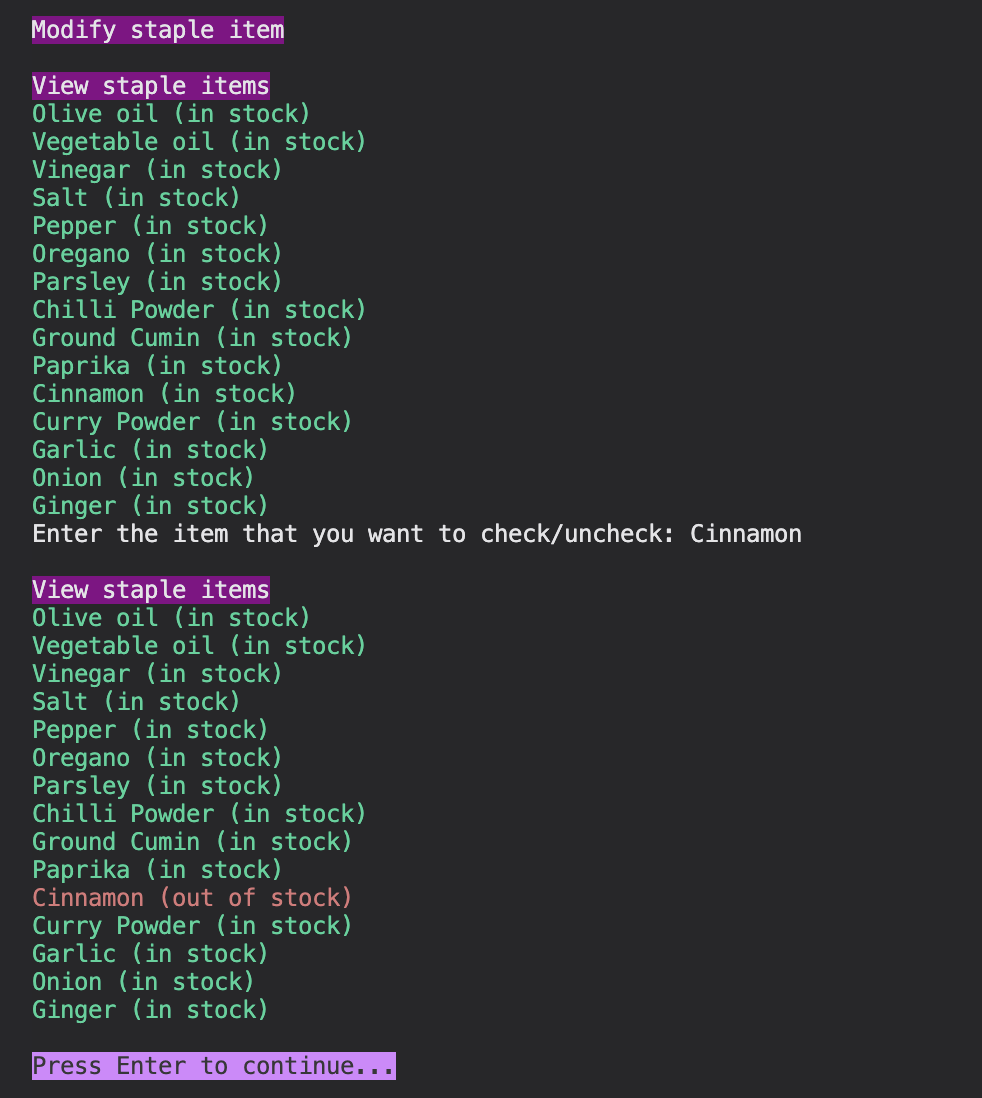 Modify staple item
View staple items
Olive oil (in stock)
Vegetable oil (in stock)
Vinegar (in stock)
Salt (in stock)
Pepper (in stock)
Oregano (in stock)
Parsley (in stock)
Chilli Powder (in stock)
Ground Cumin (in stock)
Paprika (in stock)
Cinnamon (in stock)
Curry Powder (in stock)
Garlic (in stock)
Onion (in stock)
Ginger (in stock)
Enter the item that you want to check/uncheck: Cinnamon
View staple items
Olive oil (in stock)
Vegetable oil (in stock)
Vinegar (in stock)
Salt (in stock)
Pepper (in stock)
Oregano (in stock)
Parsley (in stock)
Chilli Powder (in stock)
Ground Cumin (in stock)
Paprika (in stock)
Cinnamon (out of stock)
Curry Powder (in stock)
Garlic (in stock)
Onion (in stock)
Ginger (in stock)
Press Enter to continue...